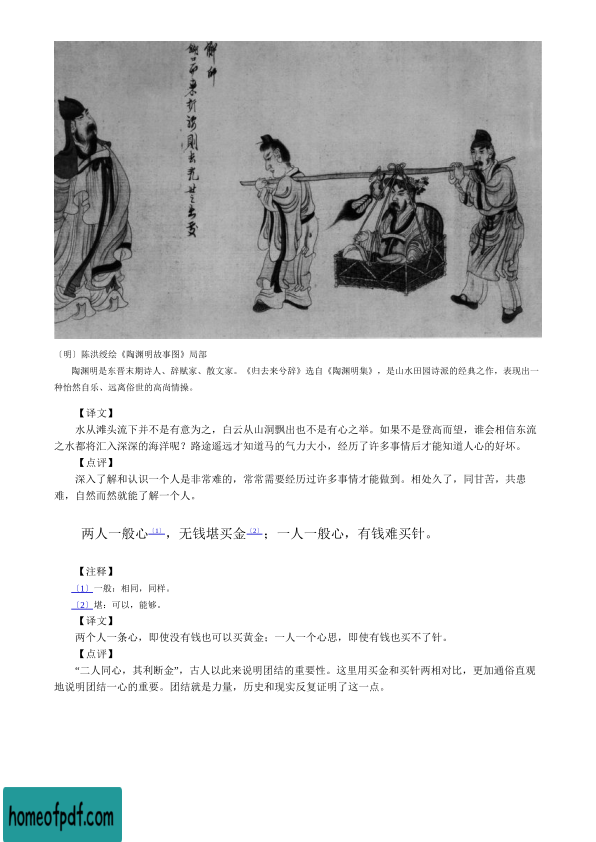 〔明〕陈洪绶绘《陶渊明故事图》局部
陶渊明是东晋末期诗人、辞赋家、散文家。《归去来兮辞》选自《陶渊明集》，是山水田园诗派的经典之作，表现出一
种怡然自乐、远离俗世的高尚情操。
【译文】
水从滩头流下并不是有意为之，白云从山洞飘出也不是有心之举。如果不是登高而望，谁会相信东流
之水都将汇入深深的海洋呢？路途遥远才知道马的气力大小，经历了许多事情后才能知道人心的好坏。
【点评】
深入了解和认识一个人是非常难的，常常需要经历过许多事情才能做到。相处久了，同甘苦，共患
难，自然而然就能了解一个人。
两人一般心〔1〕，无钱堪买金〔2〕；一人一般心，有钱难买针。
【注释】
〔1〕一般：相同，同样。
〔2〕堪：可以，能够。
【译文】
两个人一条心，即使没有钱也可以买黄金；一人一个心思，即使有钱也买不了针。
【点评】
“二人同心，其利断金”，古人以此来说明团结的重要性。这里用买金和买针两相对比，更加通俗直观
地说明团结一心的重要。团结就是力量，历史和现实反复证明了这一点。
homeofpdf.com